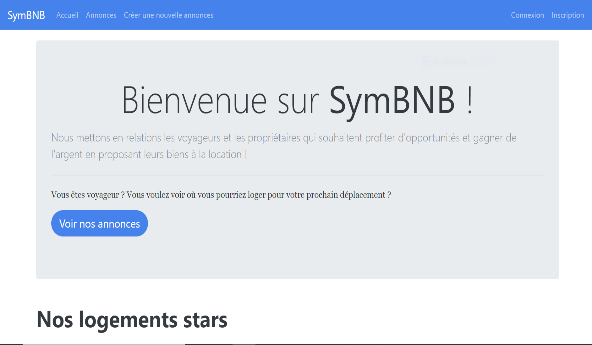 SymBNB Accueil Annonces Créer une nouvelle annonces Connexion Inscription
Bienvenue sur SymBNB !
Nous mettons en relations les voyageurs et les propriétaires qui souhaitent profiter d'opportunités et gagner de
l'argent en proposant leurs biens à la location !
Vous êtes voyageur ? Vous voulez voir où vous pourriez loger pour votre prochain déplacement ?
Voir nos annonces
Nos logements stars